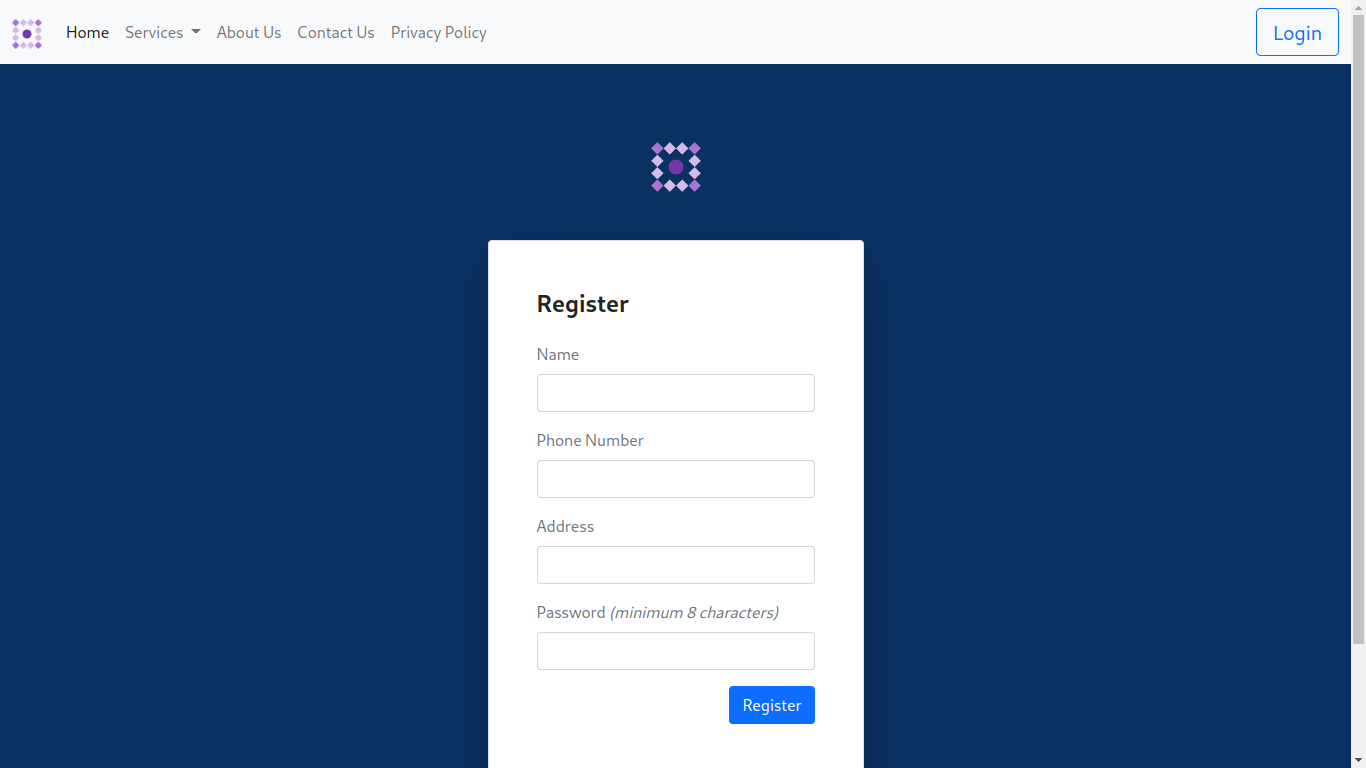 Home Services About Us Contact Us Privacy Policy Login
Register
Name
Phone Number
Address
Password (minimum 8 characters)
Register